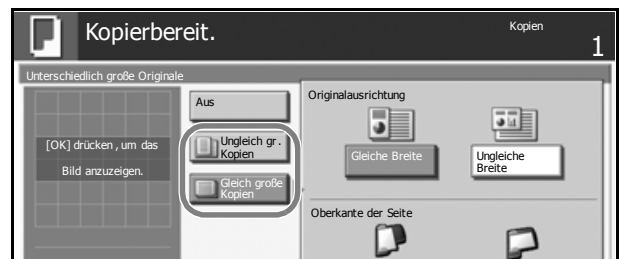 Kopierbereit.
Kopien
1
Unterschiedlich große Originale
[OK] drücken, um das
Bild anzuzeigen.
Aus
Ungleich gr.
Kopien
Gleich große
Kopien
Originalausrichtung
Gleiche Breite
Ungleiche
Breite
Oberkante der Seite